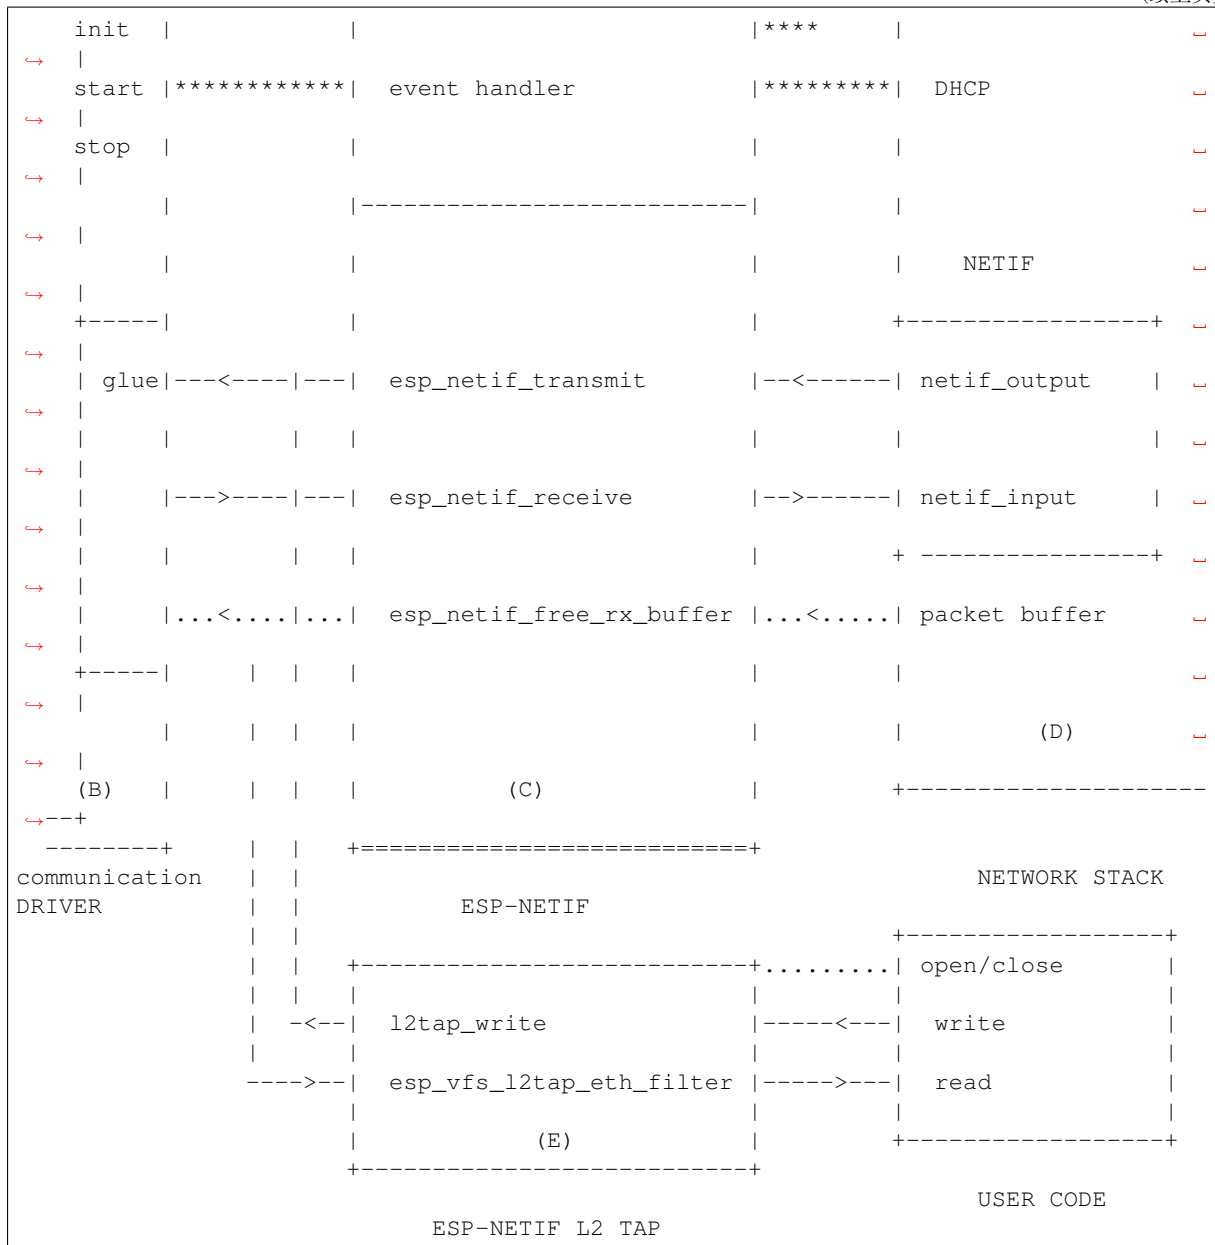 init | | |**** | ␣
↪ |
start |************| event handler |*********| DHCP ␣
↪ |
stop | | | | ␣
↪ |
| |---------------------------| | ␣
↪ |
| | | | NETIF ␣
↪ |
+-----| | | +-----------------+ ␣
↪ |
| glue|---<----|---| esp_netif_transmit |--<------| netif_output | ␣
↪ |
| | | | | | | ␣
↪ |
| |--->----|---| esp_netif_receive |-->------| netif_input | ␣
↪ |
| | | | | + ----------------+ ␣
↪ |
| |...<....|...| esp_netif_free_rx_buffer |...<.....| packet buffer ␣
↪ |
+-----| | | | | | ␣
↪ |
| | | | | | (D) ␣
↪ |
(B) | | | | (C) | +---------------------
↪--+
--------+ | | +===========================+
communication | | NETWORK STACK
DRIVER | | ESP-NETIF
| | +------------------+
| | +---------------------------+.........| open/close |
| | | | | |
| -<--| l2tap_write |-----<---| write |
| | | | |
---->--| esp_vfs_l2tap_eth_filter |----->---| read |
| | | |
| (E) | +------------------+
+---------------------------+
USER CODE
ESP-NETIF L2 TAP